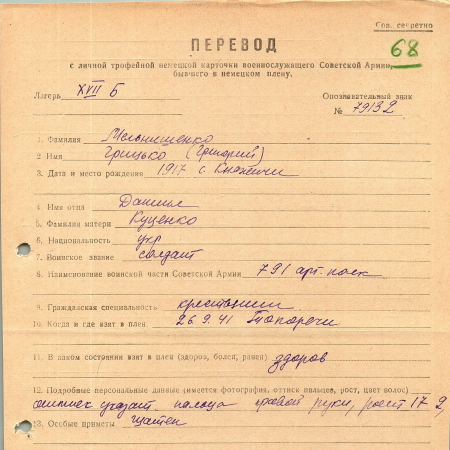 Сов. секретно
68
ПЕРЕВОД
с личной трофейной немецкой карточки военнослужащего Советской Армии,
бывшего в немецком плену.
Лагерь XVII Б
Опознавательный знак
№ 79132
1. Фамилия Мельниченко
2 Имя Грицько (Григорий)
3. Дата и место рождения 1917 с. Княжичи
4. Имя отца Данило
5. Фамилия матери Куценко
6. Национальность укр
7. Воинское звание солдат
8. Наименование воинской части Советской Армии 791 арт. полк
9. Гражданская специальность крестьянин
10. Когда и где взят в плен 26.9.41
11. В каком состоянии взят в плен (здоров, болен, ранен) здоров
12. Подробные персональные данные (имеется фотография, оттиск пальцев, рост, цвет волос)
оттиск указат. пальца правой руки, рост 172,
13. Особые приметы